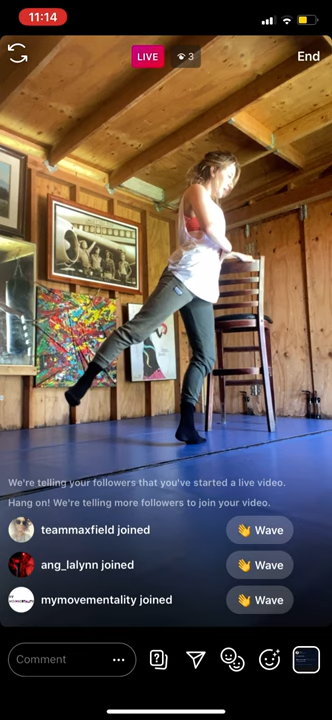 11:14
LIVE
3
End
We're telling your followers that you've started a live video.
Hang on! We're telling more followers to join your video.
teammaxfield joined
Wave
ang_lalynn joined
Wave
mymovementality joined
Wave
Comment